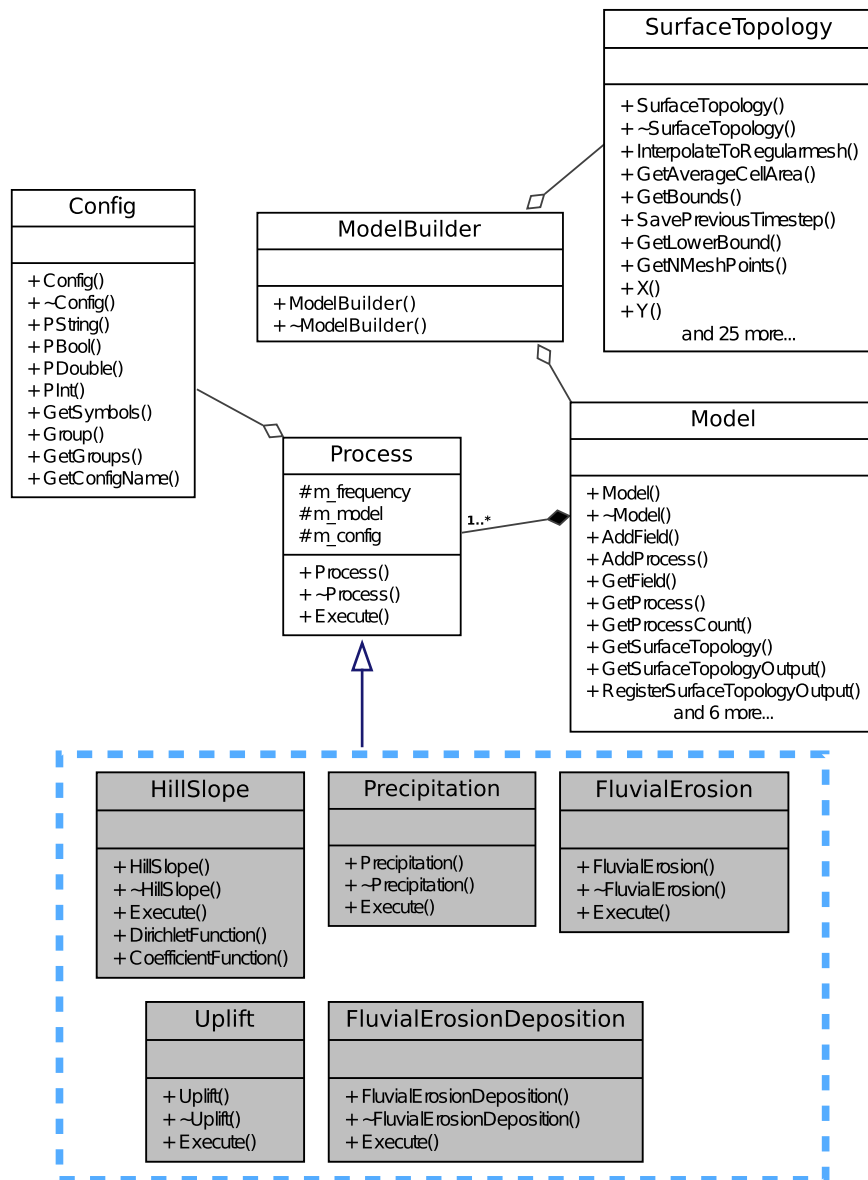 SurfaceTopology
+ SurfaceTopology()
+ ~SurfaceTopology()
+ InterpolateToRegularmesh()
+ GetAverageCellArea()
+ GetBounds()
+ SavePreviousTimestep()
+ GetLowerBound()
+ GetNMeshPoints()
+ X()
+ Y()
and 25 more...
Config
+ Config()
+ ~Config()
+ PString()
+ PBool()
+ PDouble()
+ PInt()
+ GetSymbols()
+ Group()
+ GetGroups()
+ GetConfigName()
ModelBuilder
+ ModelBuilder()
+ ~ModelBuilder()
Process
# m_frequency
# m_model
# m_config
+ Process()
+ ~Process()
+ Execute()
1..*
Model
+ Model()
+ ~Model()
+ AddField()
+ AddProcess()
+ GetField()
+ GetProcess()
+ GetProcessCount()
+ GetSurfaceTopology()
+ GetSurfaceTopologyOutput()
+ RegisterSurfaceTopologyOutput()
and 6 more...
HillSlope
+ HillSlope()
+ ~HillSlope()
+ Execute()
+ DirichletFunction()
+ CoefficientFunction()
Precipitation
+ Precipitation()
+ ~Precipitation()
+ Execute()
FluvialErosion
+ FluvialErosion()
+ ~FluvialErosion()
+ Execute()
Uplift
+ Uplift()
+ ~Uplift()
+ Execute()
FluvialErosionDeposition
+ FluvialErosionDeposition()
+ ~FluvialErosionDeposition()
+ Execute()